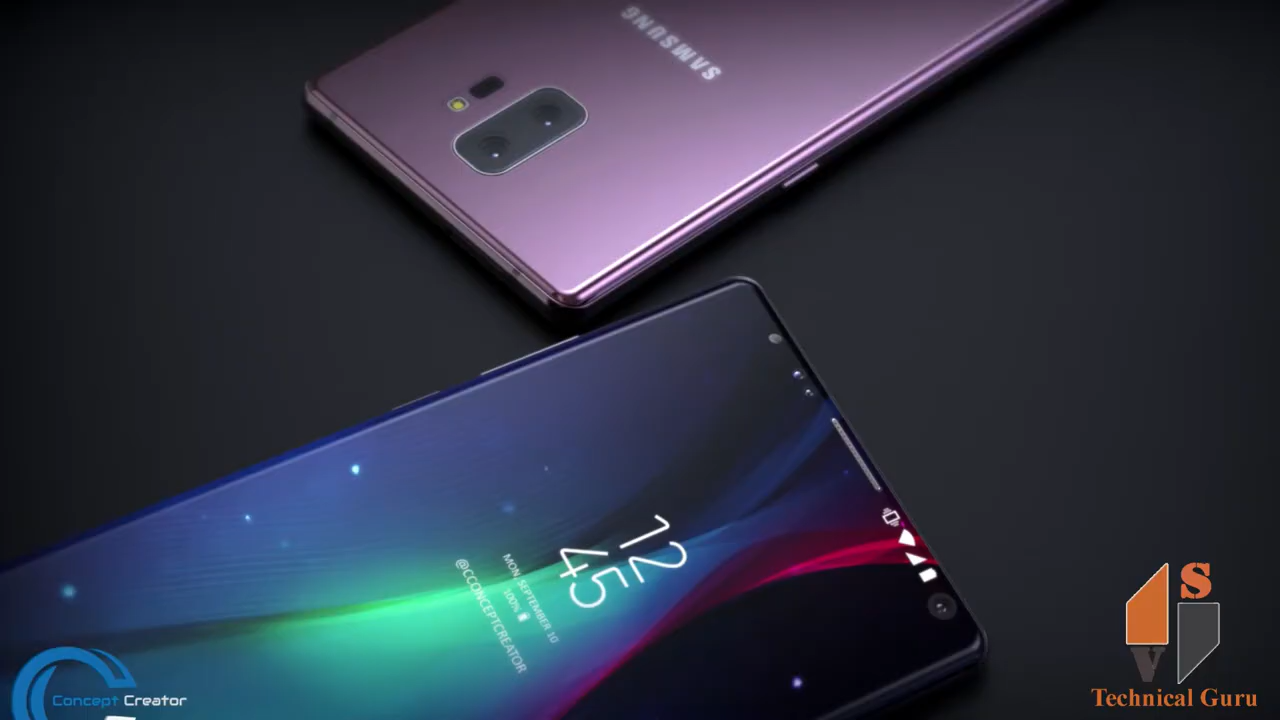 SAMSUNG
12
45
MON, SEPTEMBER 10
100%
@CCONCEPTCREATOR
Concept Creator
S
V
Technical Guru